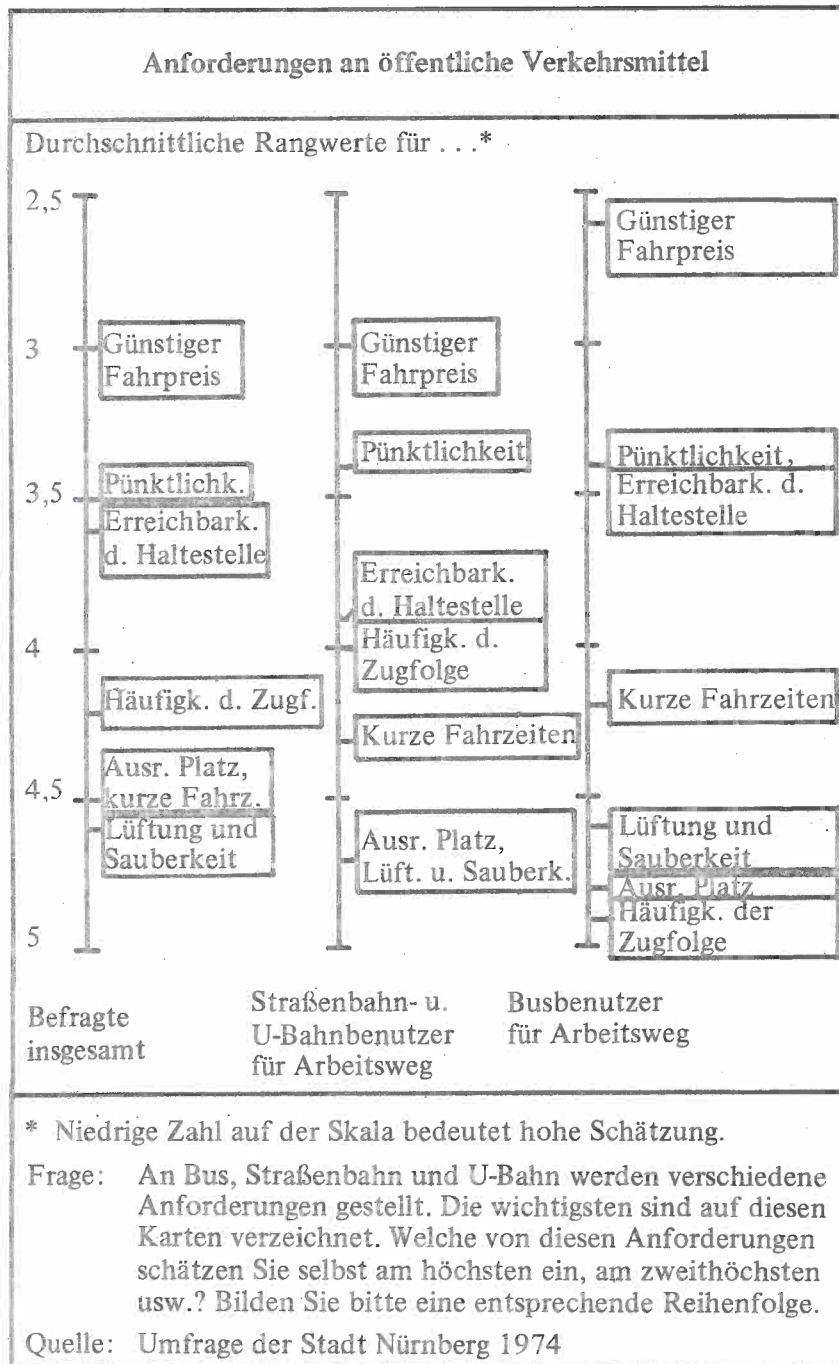 Anforderungen an öffentliche Verkehrsmittel
Durchschnittliche Rangwerte für . . .*
2,5
3
3,5
4
4,5
5
Günstiger
Fahrpreis
Pünktlichk.
Erreichbark.
d. Haltestelle
Häufigk. d. Zugf.
Ausr. Platz,
kurze Fahrz.
Lüftung und
Sauberkeit
Befragte
insgesamt
Günstiger
Fahrpreis
Pünktlichkeit
Erreichbark.
d. Haltestelle
Häufigk. d.
Zugfolge
Kurze Fahrzeiten
Ausr. Platz,
Lüft. u. Sauberk.
Straßenbahn- u.
U-Bahnbenutzer
für Arbeitsweg
Günstiger
Fahrpreis
Pünktlichkeit,
Erreichbark. d.
Haltestelle
Kurze Fahrzeiten
Lüftung und
Sauberkeit
Ausr. Platz
Häufigk. der
Zugfolge
Busbenutzer
für Arbeitsweg
* Niedrige Zahl auf der Skala bedeutet hohe Schätzung.
Frage: An Bus, Straßenbahn und U-Bahn werden verschiedene
Anforderungen gestellt. Die wichtigsten sind auf diesen
Karten verzeichnet. Welche von diesen Anforderungen
schätzen Sie selbst am höchsten ein, am zweithöchsten
usw.? Bilden Sie bitte eine entsprechende Reihenfolge.
Quelle: Umfrage der Stadt Nürnberg 1974